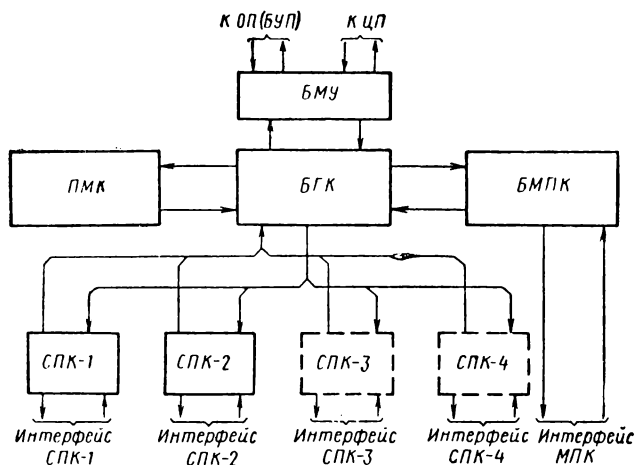 К ОП(БУП) К ЦП
БМУ
ПМК БГК БМПК
СПК-1 СПК-2 СПК-3 СПК-4
Интерфейс Интерфейс Интерфейс Интерфейс Интерфейс
СПК-1 СПК-2 СПК-3 СПК-4 МПК